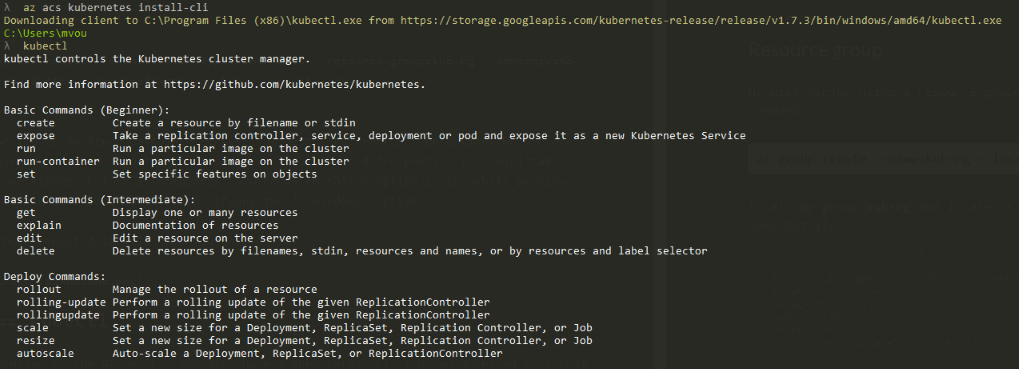 λ az acs kubernetes install-cli
Downloading client to C:\Program Files (x86)\kubectl.exe from https://storage.googleapis.com/kubernetes-release/release/v1.7.3/bin/windows/amd64/kubectl.exe
C:\Users\mvou
λ kubectl
kubectl controls the Kubernetes cluster manager.
Find more information at https://github.com/kubernetes/kubernetes.
Basic Commands (Beginner):
create Create a resource by filename or stdin
expose Take a replication controller, service, deployment or pod and expose it as a new Kubernetes Service
run Run a particular image on the cluster
run-container Run a particular image on the cluster
set Set specific features on objects
Basic Commands (Intermediate):
get Display one or many resources
explain Documentation of resources
edit Edit a resource on the server
delete Delete resources by filenames, stdin, resources and names, or by resources and label selector
Deploy Commands:
rollout Manage the rollout of a resource
rolling-update Perform a rolling update of the given ReplicationController
rollingupdate Perform a rolling update of the given ReplicationController
scale Set a new size for a Deployment, ReplicaSet, Replication Controller, or Job
resize Set a new size for a Deployment, ReplicaSet, Replication Controller, or Job
autoscale Auto-scale a Deployment, ReplicaSet, or ReplicationController
Resource group